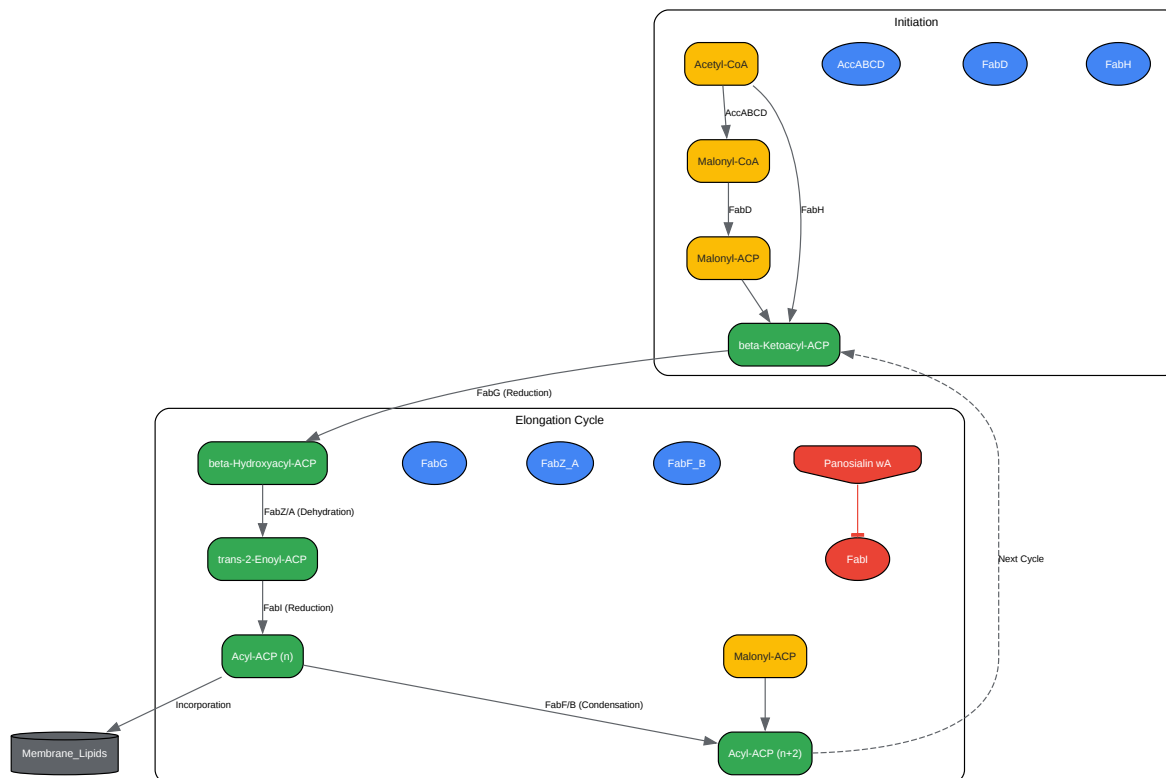 Initiation
Acetyl-CoA
AccABCD
FabD
FabH
AccABCD
Malonyl-CoA
FabD
FabH
Malonyl-ACP
beta-Ketoacyl-ACP
FabG (Reduction)
Elongation Cycle
beta-Hydroxyacyl-ACP
FabG
FabZ_A
FabF_B
Panosialin wA
FabZ/A (Dehydration)
trans-2-Enoyl-ACP
FabI
Next Cycle
FabI (Reduction)
Acyl-ACP (n)
Malonyl-ACP
Incorporation
FabF/B (Condensation)
Membrane_Lipids
Acyl-ACP (n+2)